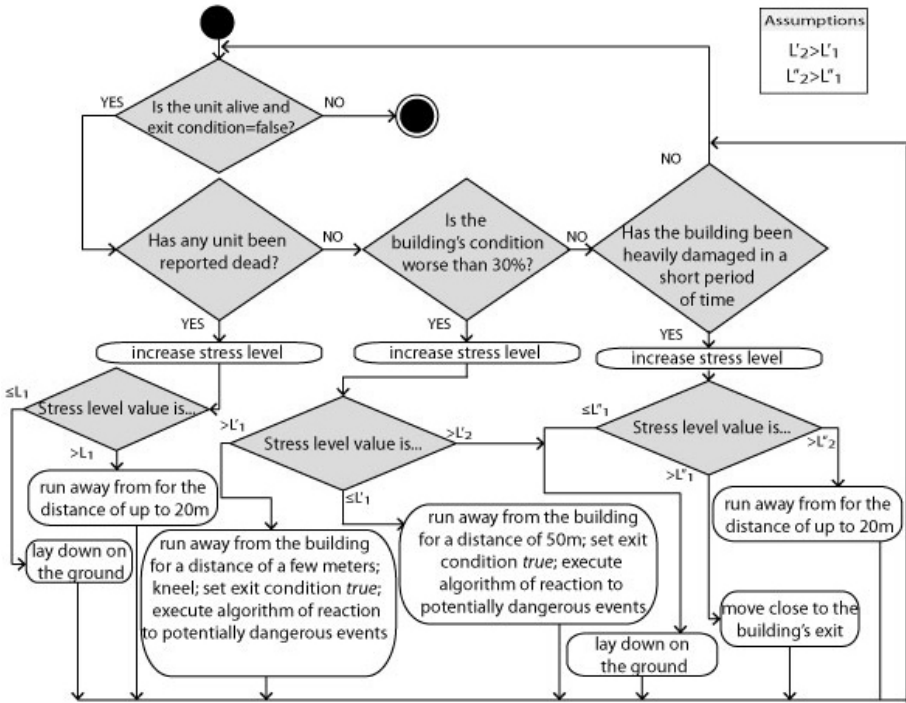 Assumptions
L'2>L'1
L"2>L"1
YES
Is the unit alive and
exit condition=false?
NO
NO
Has any unit been
reported dead?
NO
Is the
building's condition
worse than 30%?
NO
Has the building been
heavily damaged in a
short period
of time
YES
YES
YES
increase stress level
increase stress level
increase stress level
≤L1
Stress level value is...
>L1
>L'1
Stress level value is...
>L'2
≤L'1
≤L"1
Stress level value is...
>L"2
>L"1
run away from for the
distance of up to 20m
lay down on
the ground
run away from the building
for a distance of a few meters;
kneel; set exit condition true;
execute algorithm of reaction
to potentially dangerous events
run away from the building
for a distance of 50m; set exit
condition true; execute
algorithm of reaction to
potentially dangerous events
lay down on
the ground
run away from for the
distance of up to 20m
move close to the
building's exit